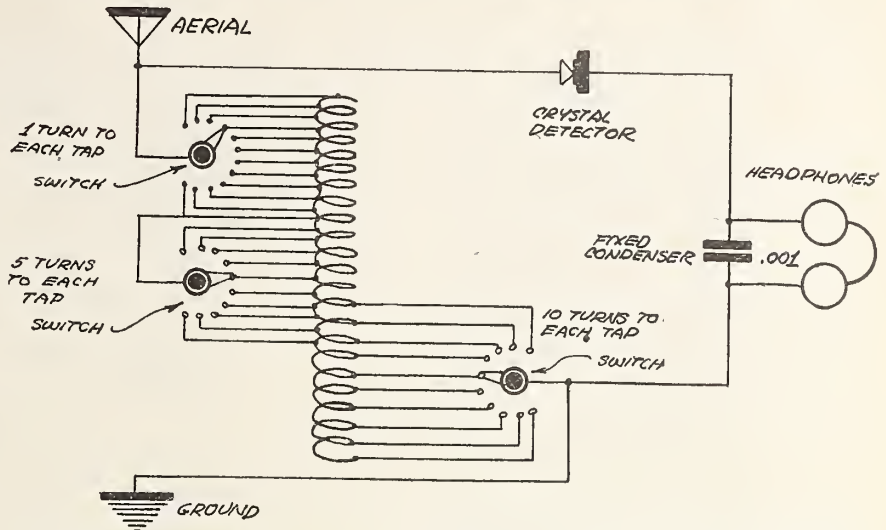 AERIAL
1 TURN TO
EACH TAP
SWITCH
CRYSTAL
DETECTOR
HEADPHONES
FIXED
CONDENSER
.001
5 TURNS
TO EACH
TAP
SWITCH
10 TURNS TO
EACH TAP
SWITCH
GROUND